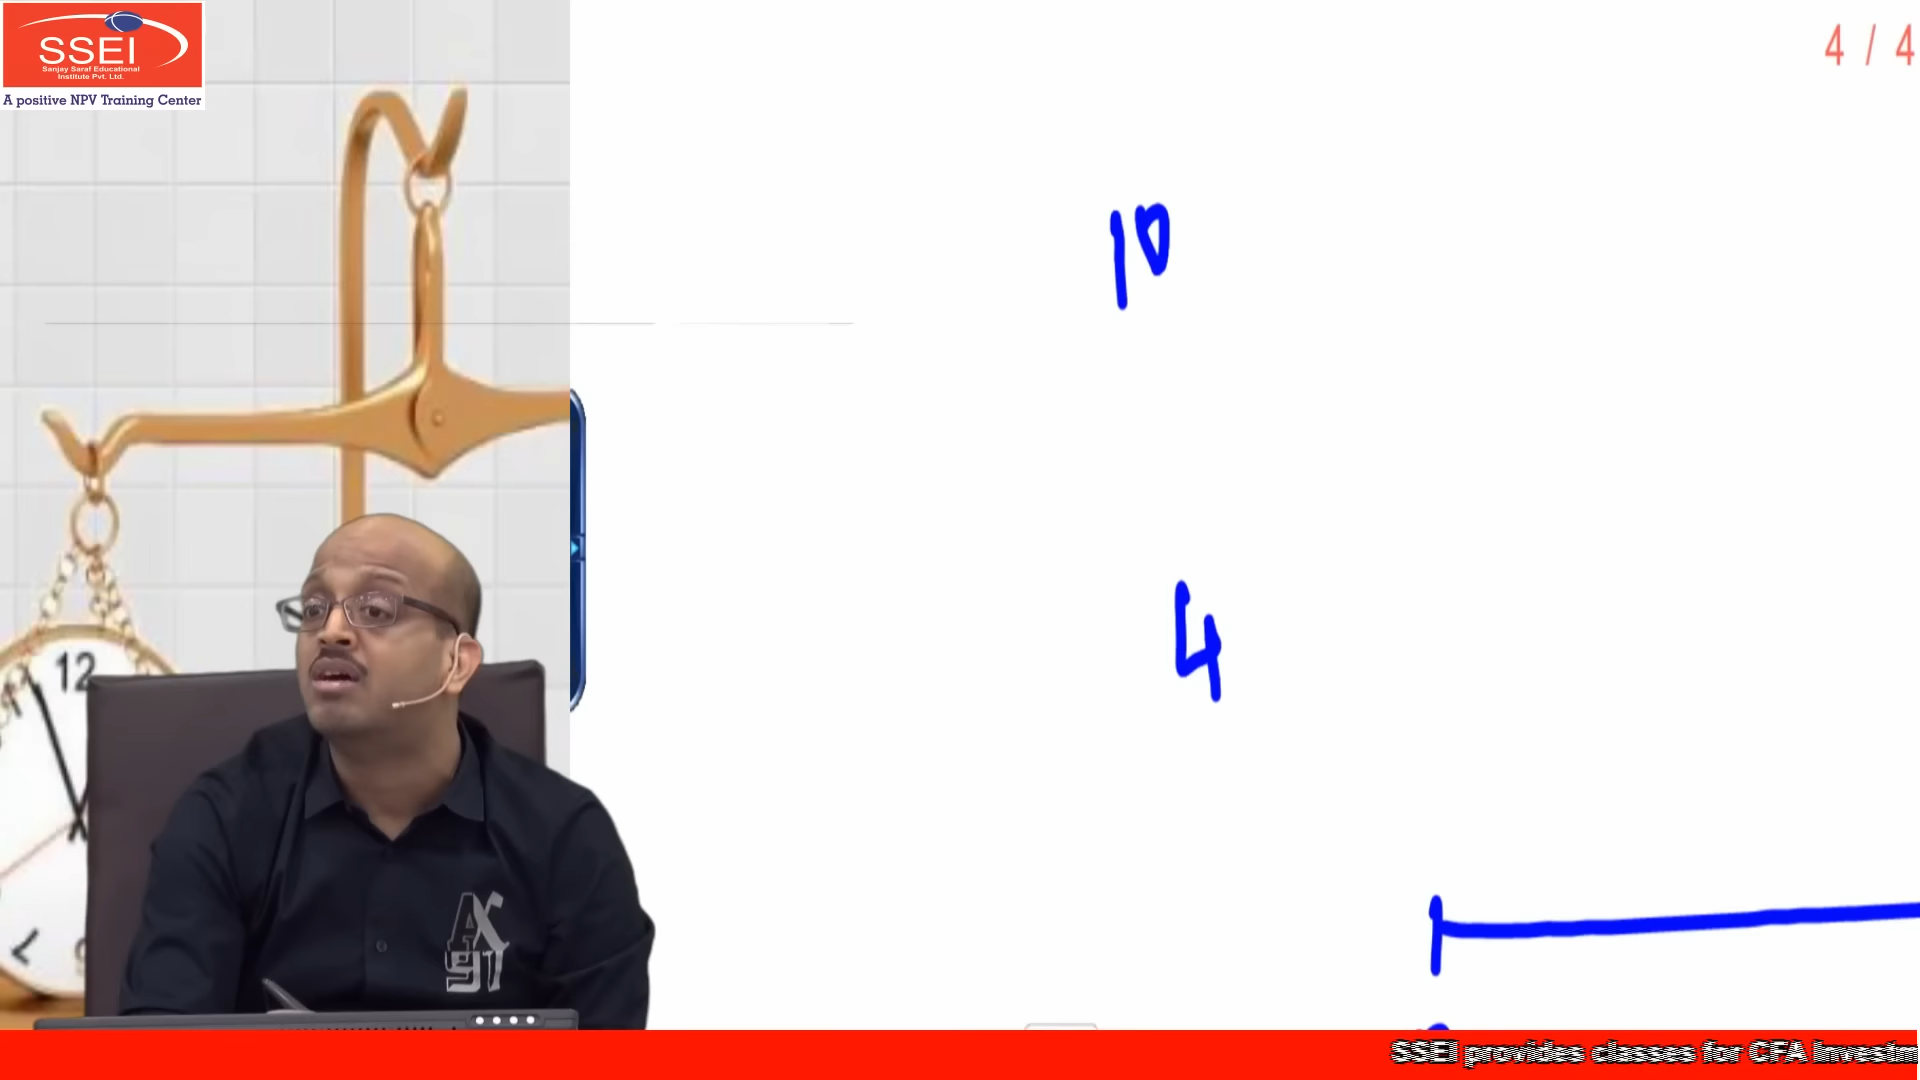 SSEI
Sanjay Saraf Educational
Institute Pvt. Ltd.
A positive NPV Training Center
4 / 4
10
4
12
SSEI provides classes for CFA Investm